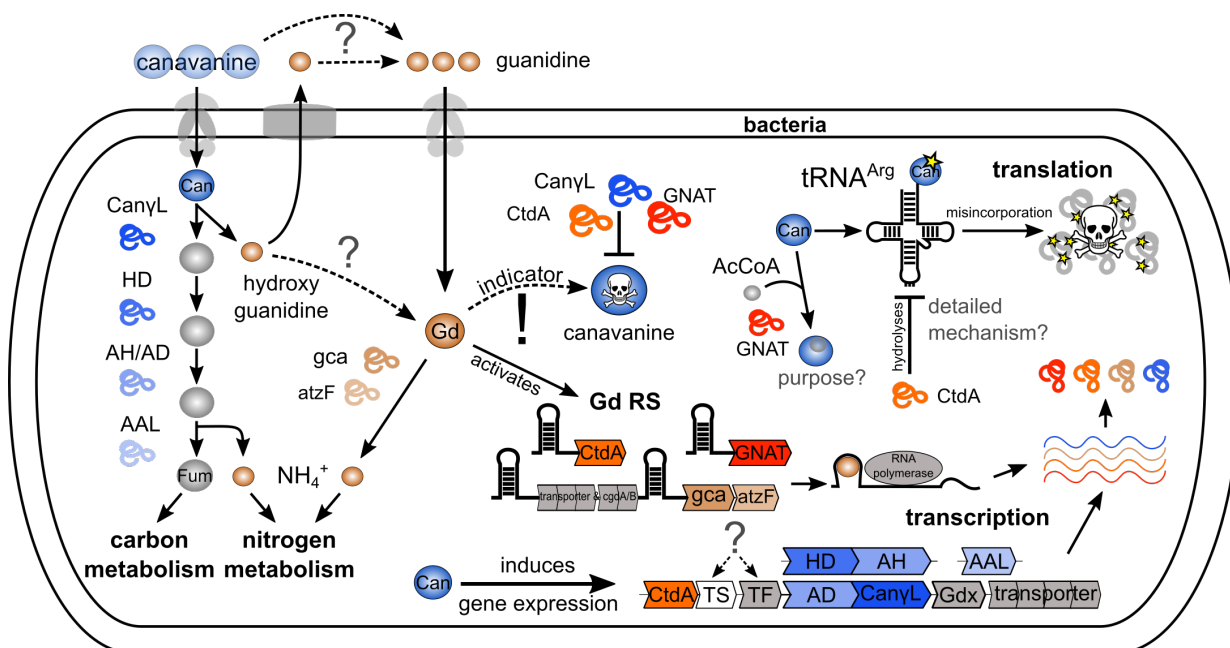 ?
canavanine
guanidine
bacteria
Can
CanγL
HD
AH/AD
AAL
Fum
hydroxy
guanidine
?
carbon
metabolism
nitrogen
metabolism
NH₄⁺
gca
atzF
Gd
indicator
!
activates
CanγL
CtdA
GNAT
canavanine
Can
AcCoA
GNAT
purpose?
tRNAᴬʳᵍ
Can
misincorporation
translation
hydrolyses
detailed
mechanism?
CtdA
Gd RS
CtdA
GNAT
transporter & cgdA/B
gca
atzF
RNA
polymerase
transcription
?
Can
induces
gene expression
HD
AH
AAL
CtdA
TS
TF
AD
CanγL
Gdx
transporter